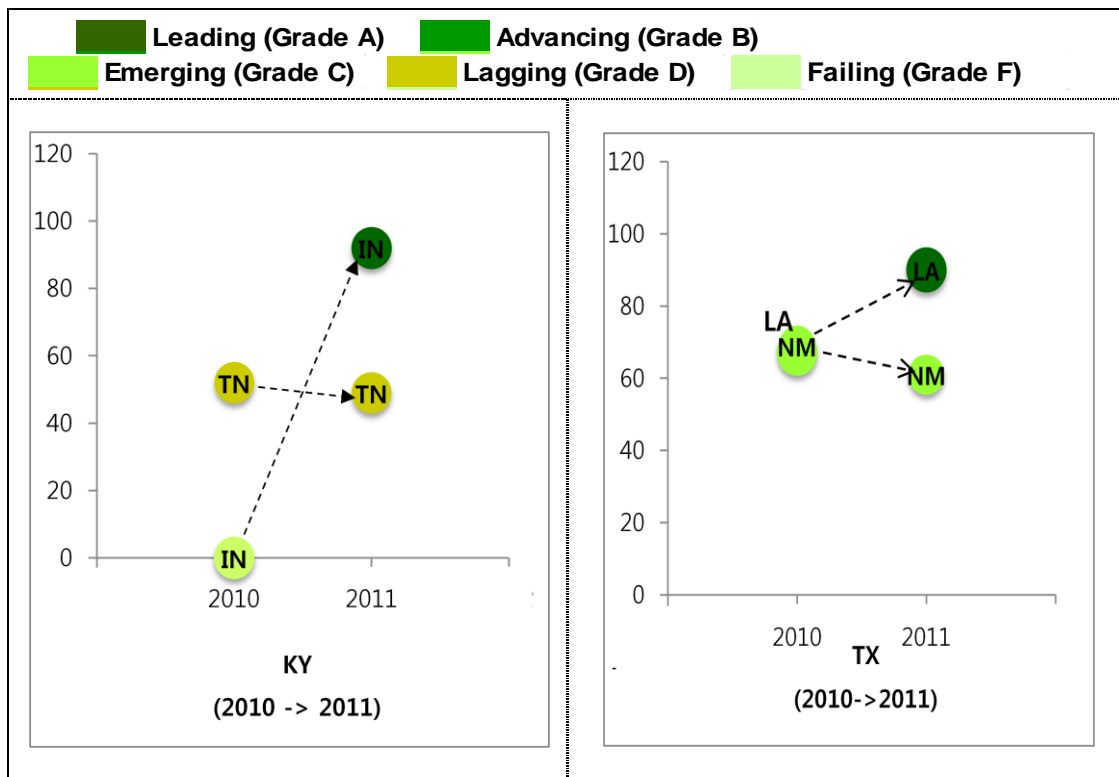 Leading (Grade A) Advancing (Grade B)
Emerging (Grade C) Lagging (Grade D) Failing (Grade F)
120
100
80
60
40
20
0
IN
TN
TN
IN
2010 2011
KY
(2010 -> 2011)
120
100
80
60
40
20
0
LA
LA
NM
NM
2010 2011
TX
(2010->2011)